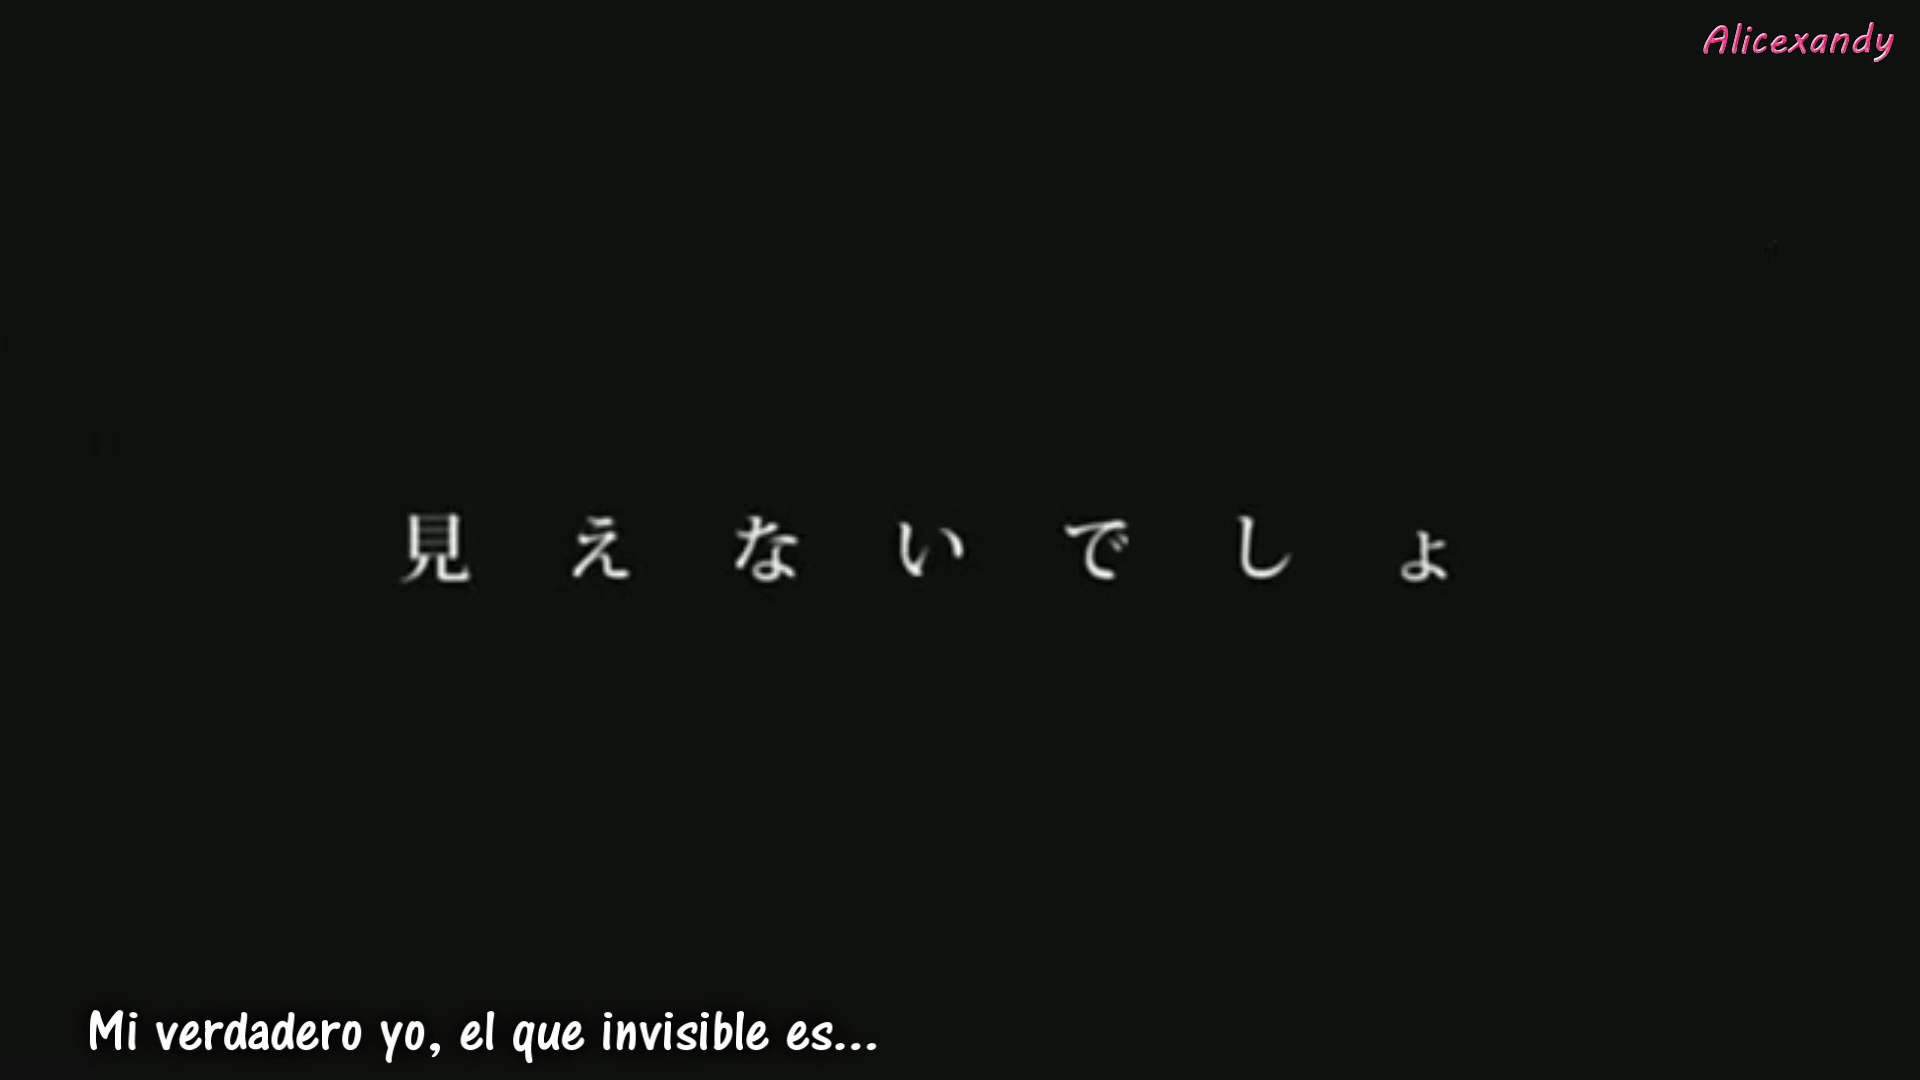 Alicexandy
見えないでしょ
Mi verdadero yo, el que invisible es...